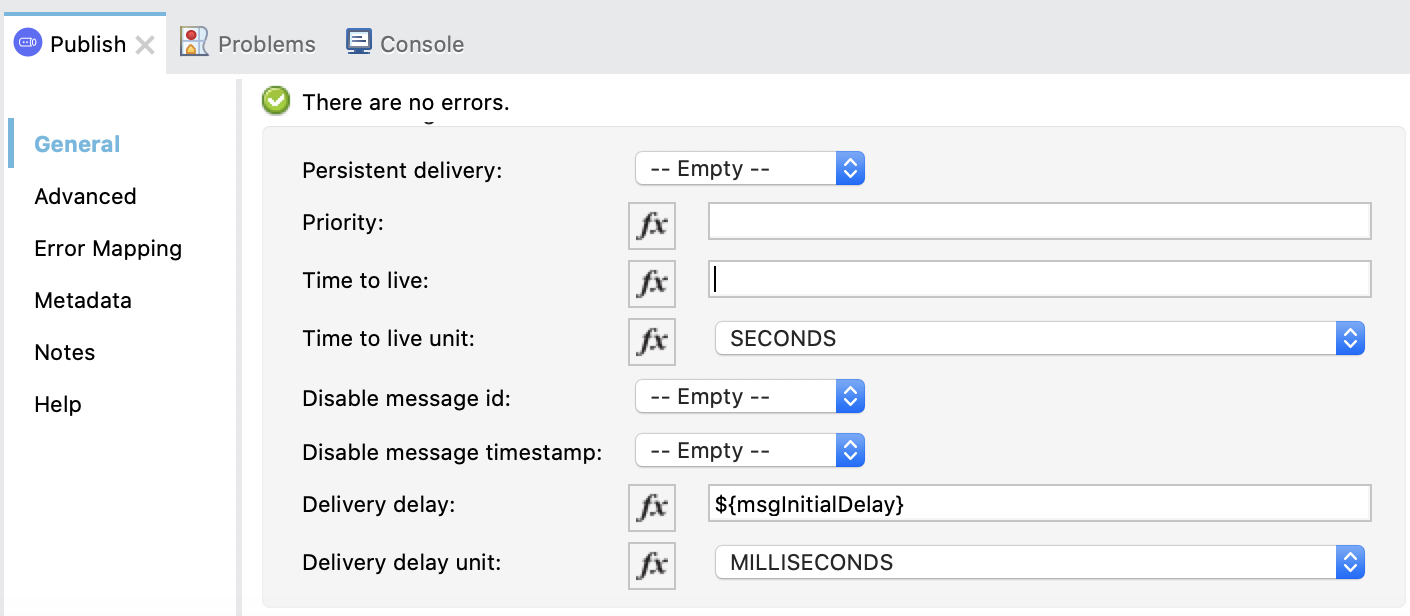 Publish Problems Console
There are no errors.
General
Advanced
Error Mapping
Metadata
Notes
Help
Persistent delivery: -- Empty --
Priority: fx
Time to live: fx
Time to live unit: fx SECONDS
Disable message id: -- Empty --
Disable message timestamp: -- Empty --
Delivery delay: fx ${msgInitialDelay}
Delivery delay unit: fx MILLISECONDS